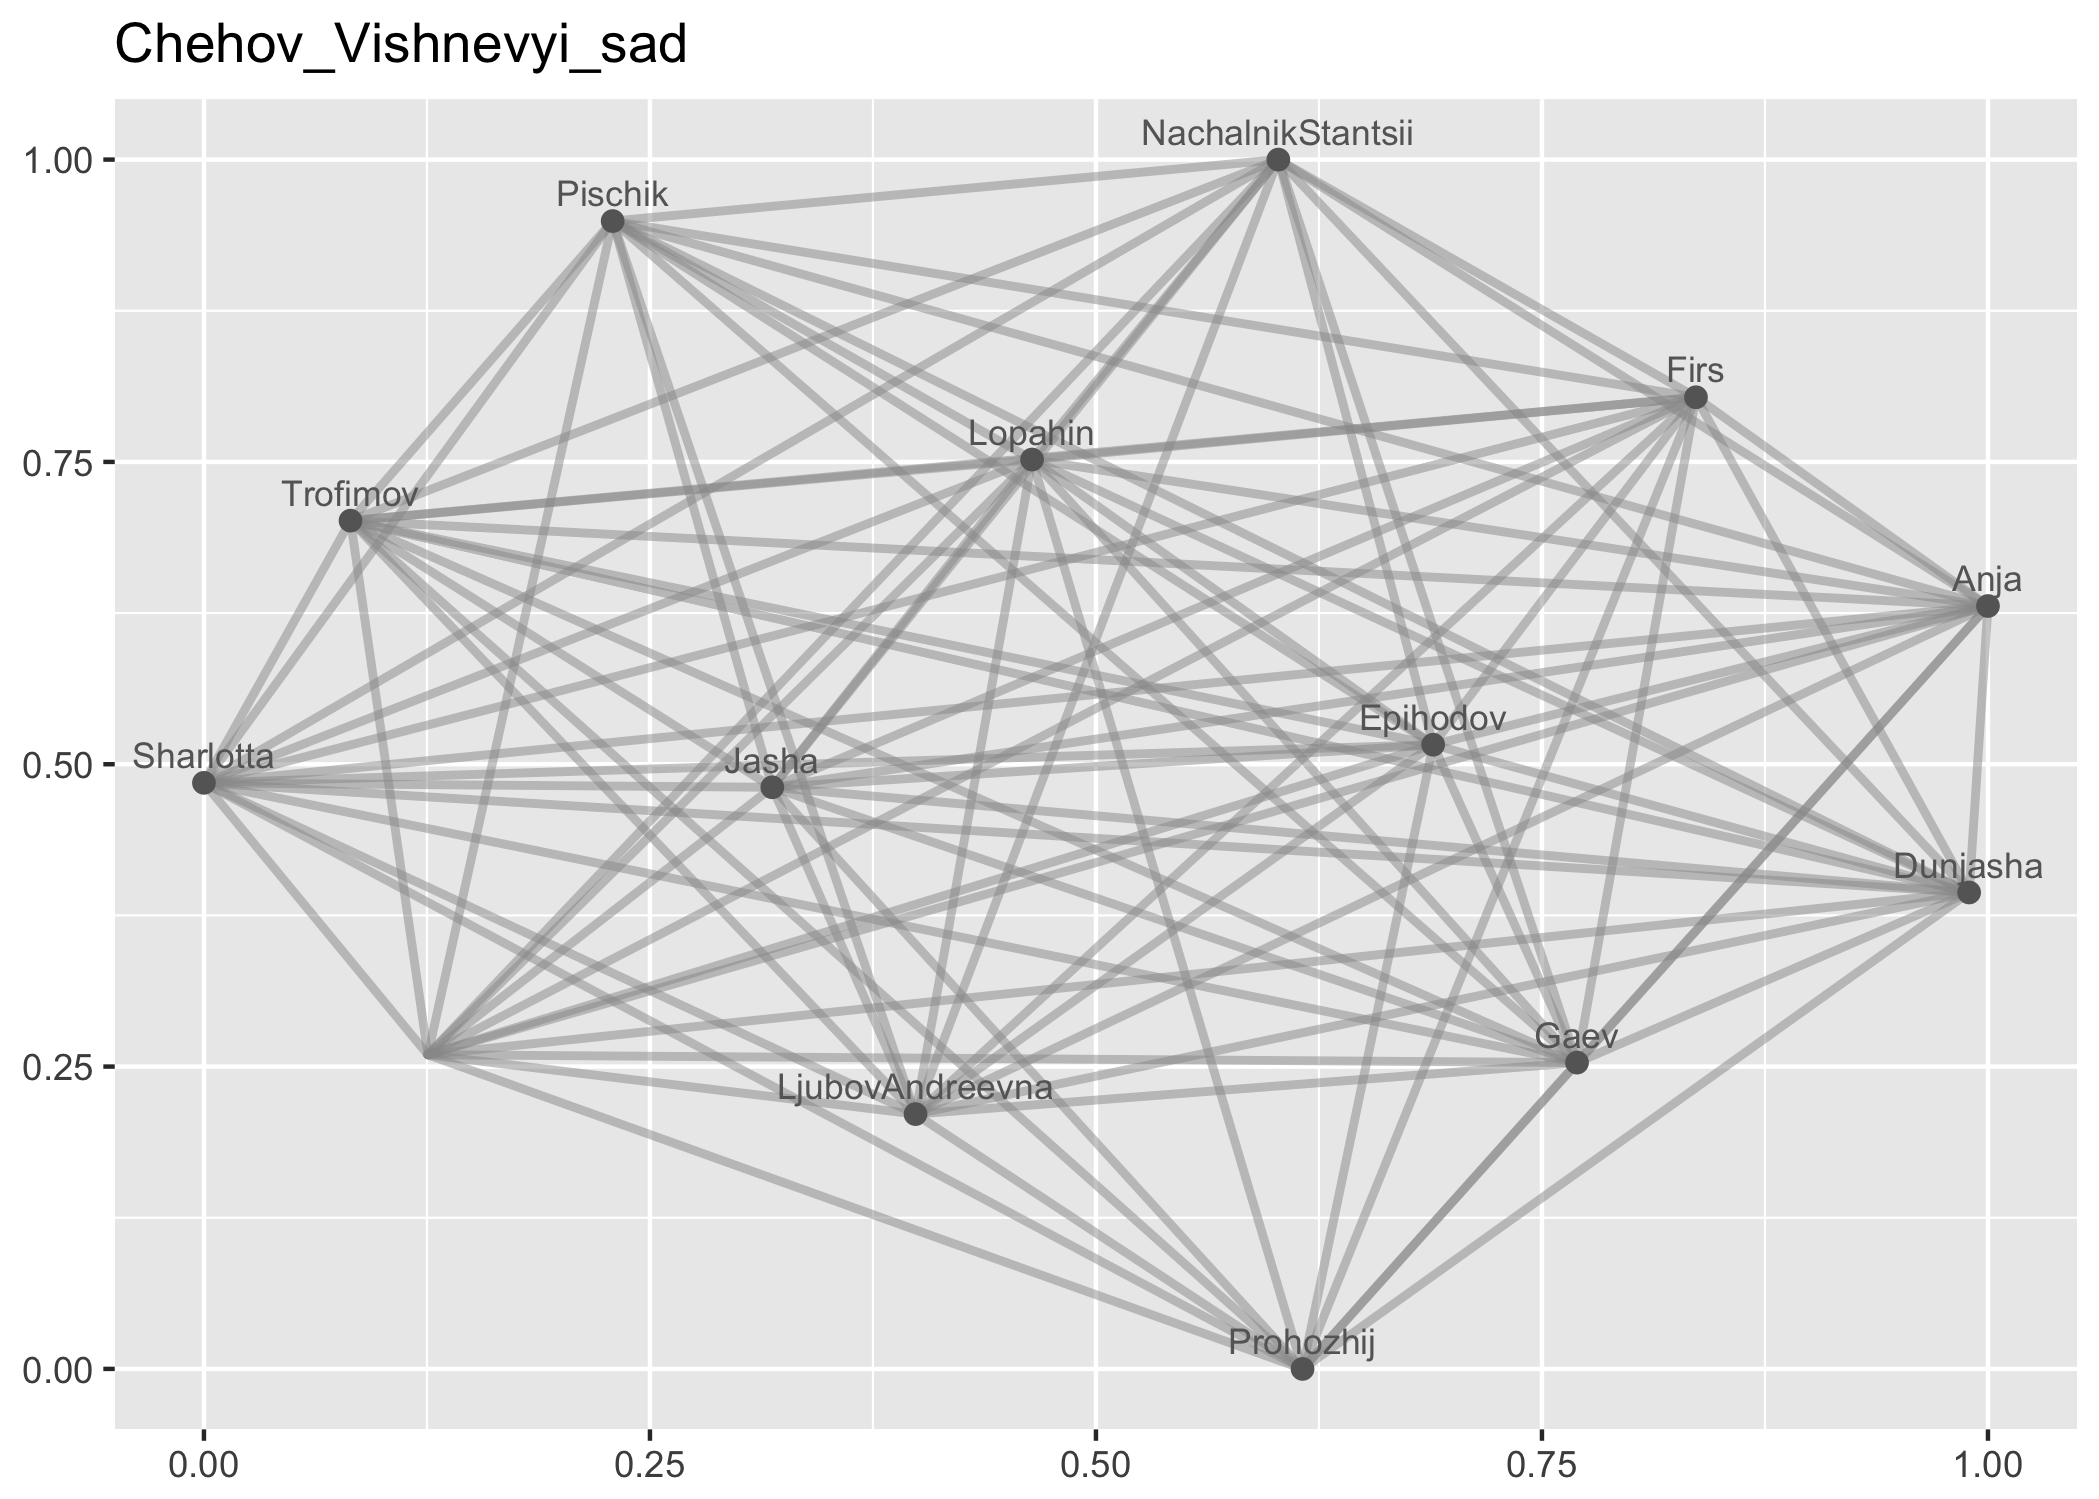 Chehov_Vishnevyi_sad
NachalnikStantsii
1.00
Pischik
Firs
Lopahin
0.75
Trofimov
Anja
Epihodov
Sharlotta
Jasha
0.50
Dunjasha
Gaev
0.25
LjubovAndreevna
Prohozhij
0.00
0.00 0.25 0.50 0.75 1.00